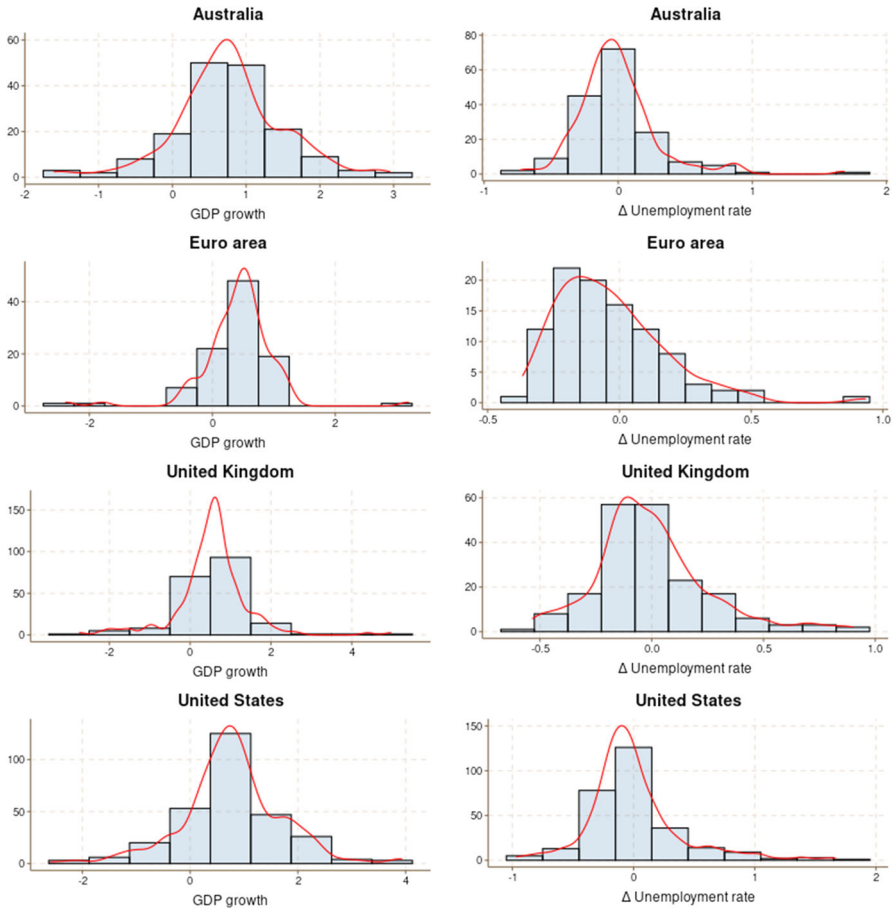 Australia
60
40
20
0
-2 -1 0 1 2 3
GDP growth
Australia
80
60
40
20
0
-1 0 1 2
Δ Unemployment rate
Euro area
40
20
0
-2 0 2
GDP growth
Euro area
20
15
10
5
0
-0.5 0.0 0.5 1.0
Δ Unemployment rate
United Kingdom
150
100
50
0
-2 0 2 4
GDP growth
United Kingdom
60
40
20
0
-0.5 0.0 0.5 1.0
Δ Unemployment rate
United States
100
50
0
-2 0 2 4
GDP growth
United States
150
100
50
0
-1 0 1 2
Δ Unemployment rate